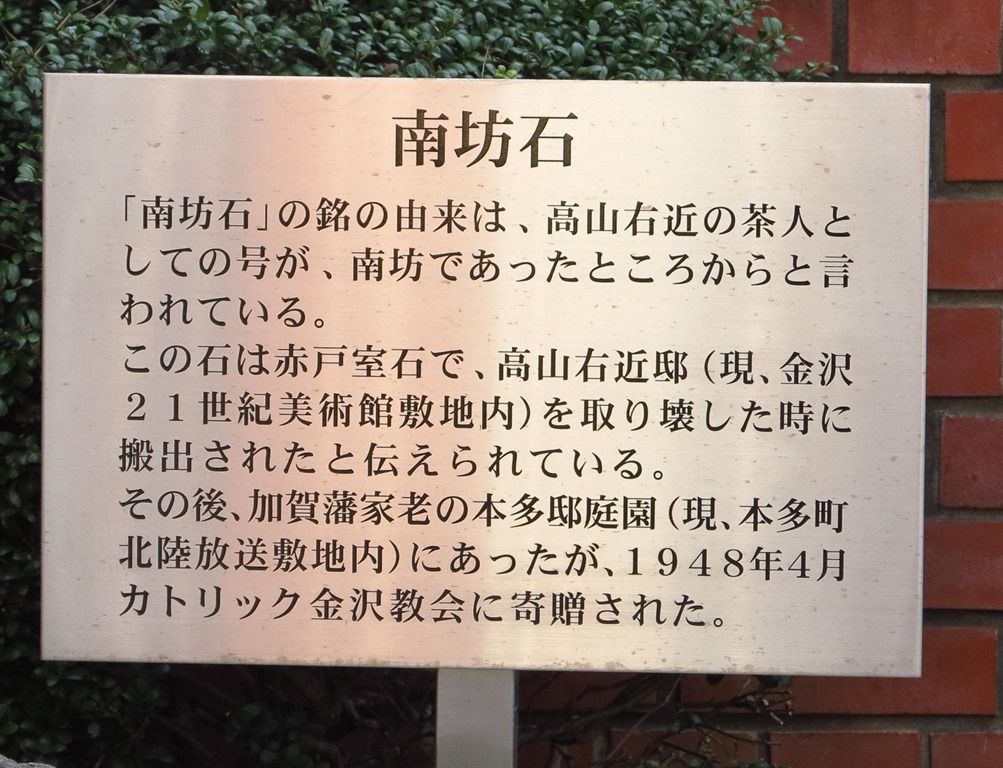 南坊石
「南坊石」の銘の由来は、高山右近の茶人と
しての号が、南坊であったところからと言
われている。
この石は赤戸室石で、高山右近邸（現、金沢
２１世紀美術館敷地内）を取り壊した時に
搬出されたと伝えられている。
その後、加賀藩家老の本多邸庭園（現、本多町
北陸放送敷地内）にあったが、１９４８年４月
カトリック金沢教会に寄贈された。